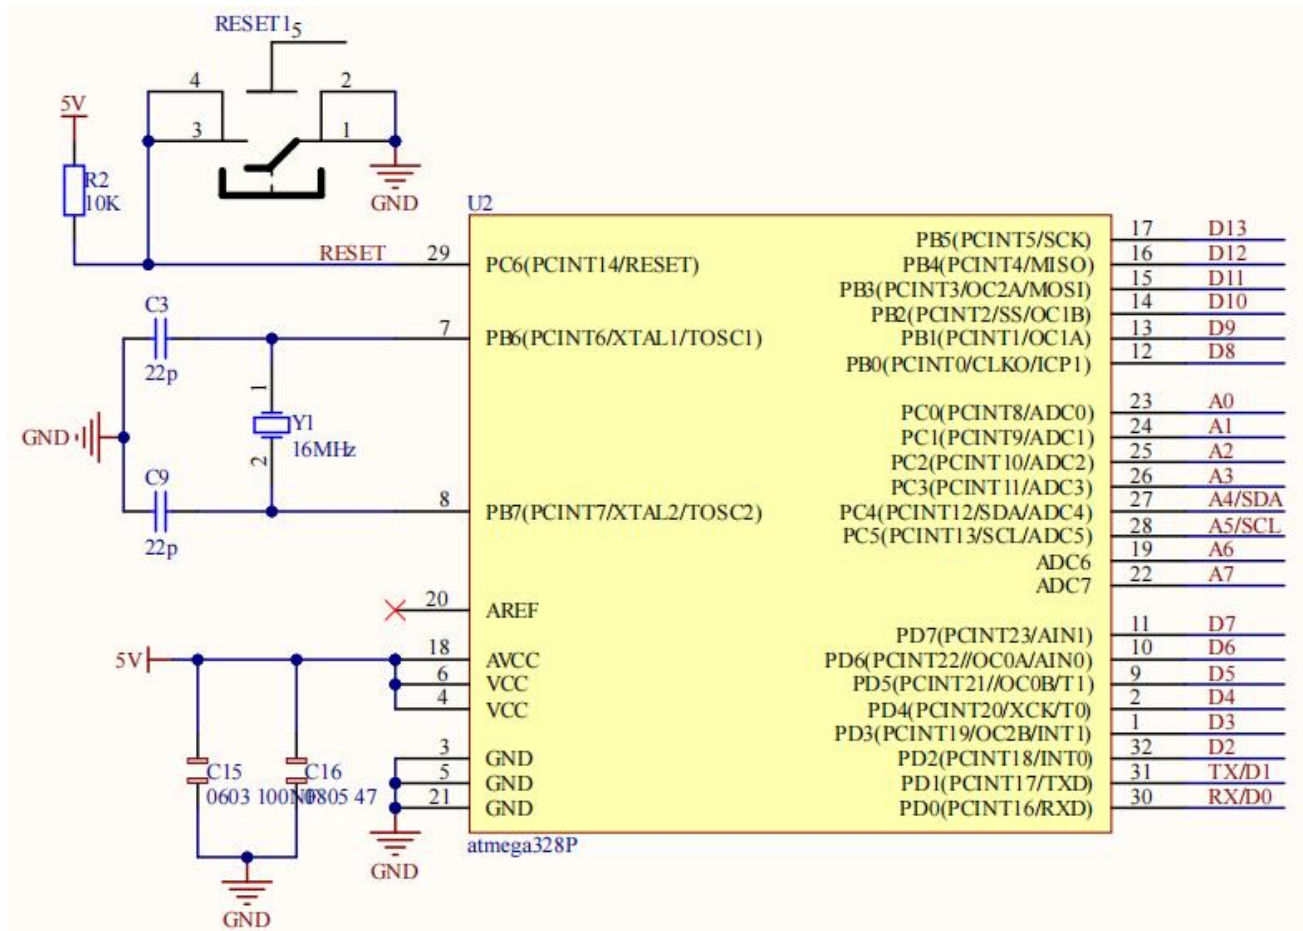 RESET1
5
4
2
3
1
5V
R2
10K
GND
U2
RESET
29
PC6(PCINT14/RESET)
C3
22p
7
PB6(PCINT6/XTAL1/TOSC1)
1
Y1
16MHz
2
GND
C9
22p
8
PB7(PCINT7/XTAL2/TOSC2)
20
AREF
5V
18
AVCC
6
VCC
4
VCC
3
GND
5
GND
21
GND
C15
0603 100NF
C16
0805 47
GND
GND
atmega328P
PB5(PCINT5/SCK) 17 D13
PB4(PCINT4/MISO) 16 D12
PB3(PCINT3/OC2A/MOSI) 15 D11
PB2(PCINT2/SS/OC1B) 14 D10
PB1(PCINT1/OC1A) 13 D9
PB0(PCINT0/CLKO/ICP1) 12 D8
PC0(PCINT8/ADC0) 23 A0
PC1(PCINT9/ADC1) 24 A1
PC2(PCINT10/ADC2) 25 A2
PC3(PCINT11/ADC3) 26 A3
PC4(PCINT12/SDA/ADC4) 27 A4/SDA
PC5(PCINT13/SCL/ADC5) 28 A5/SCL
ADC6 19 A6
ADC7 22 A7
PD7(PCINT23/AIN1) 11 D7
PD6(PCINT22//OC0A/AIN0) 10 D6
PD5(PCINT21//OC0B/T1) 9 D5
PD4(PCINT20/XCK/T0) 2 D4
PD3(PCINT19/OC2B/INT1) 1 D3
PD2(PCINT18/INT0) 32 D2
PD1(PCINT17/TXD) 31 TX/D1
PD0(PCINT16/RXD) 30 RX/D0